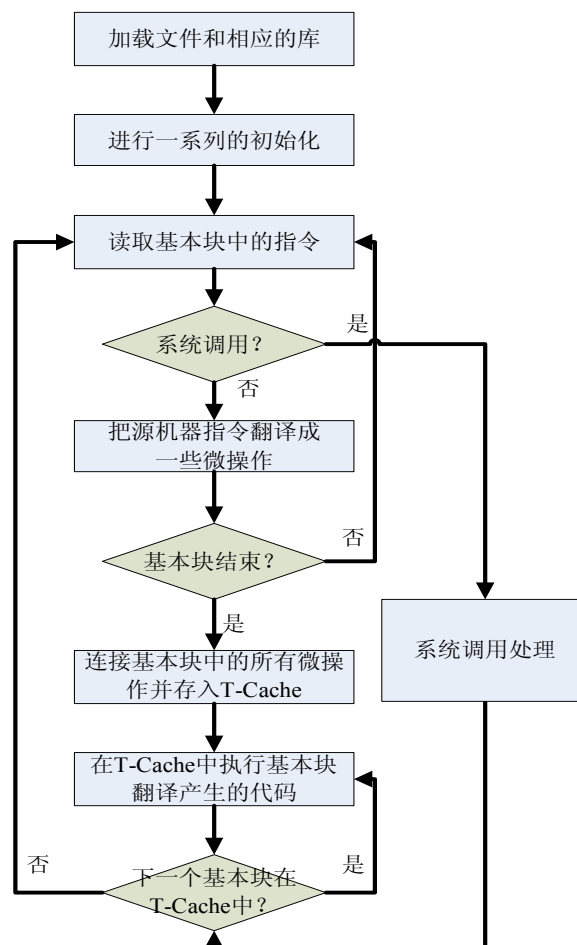 加载文件和相应的库
进行一系列的初始化
读取基本块中的指令
系统调用？
是
否
把源机器指令翻译成
一些微操作
基本块结束？
否
是
连接基本块中的所有微操
作并存入T-Cache
系统调用处理
在T-Cache中执行基本块
翻译产生的代码
否
下一个基本块在
T-Cache中？
是